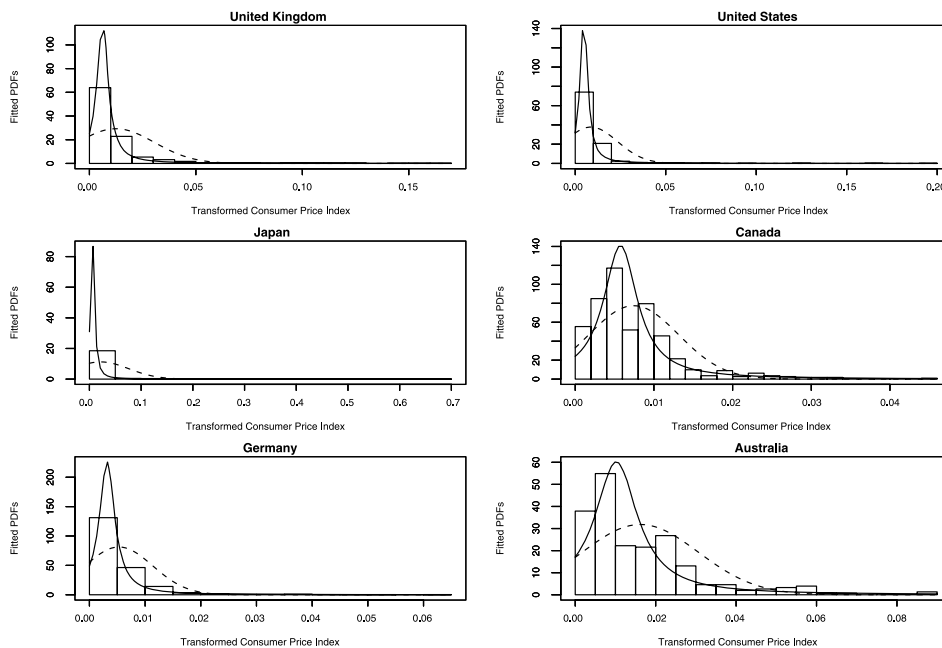 United Kingdom
Fitted PDFs
0 20 40 60 80 100
0.00 0.05 0.10 0.15
Transformed Consumer Price Index
United States
Fitted PDFs
0 20 60 100 140
0.00 0.05 0.10 0.15 0.20
Transformed Consumer Price Index
Japan
Fitted PDFs
0 20 40 60 80
0.0 0.1 0.2 0.3 0.4 0.5 0.6 0.7
Transformed Consumer Price Index
Canada
Fitted PDFs
0 20 60 100 140
0.00 0.01 0.02 0.03 0.04
Transformed Consumer Price Index
Germany
Fitted PDFs
0 50 100 150 200
0.00 0.01 0.02 0.03 0.04 0.05 0.06
Transformed Consumer Price Index
Australia
Fitted PDFs
0 10 20 30 40 50 60
0.00 0.02 0.04 0.06 0.08
Transformed Consumer Price Index